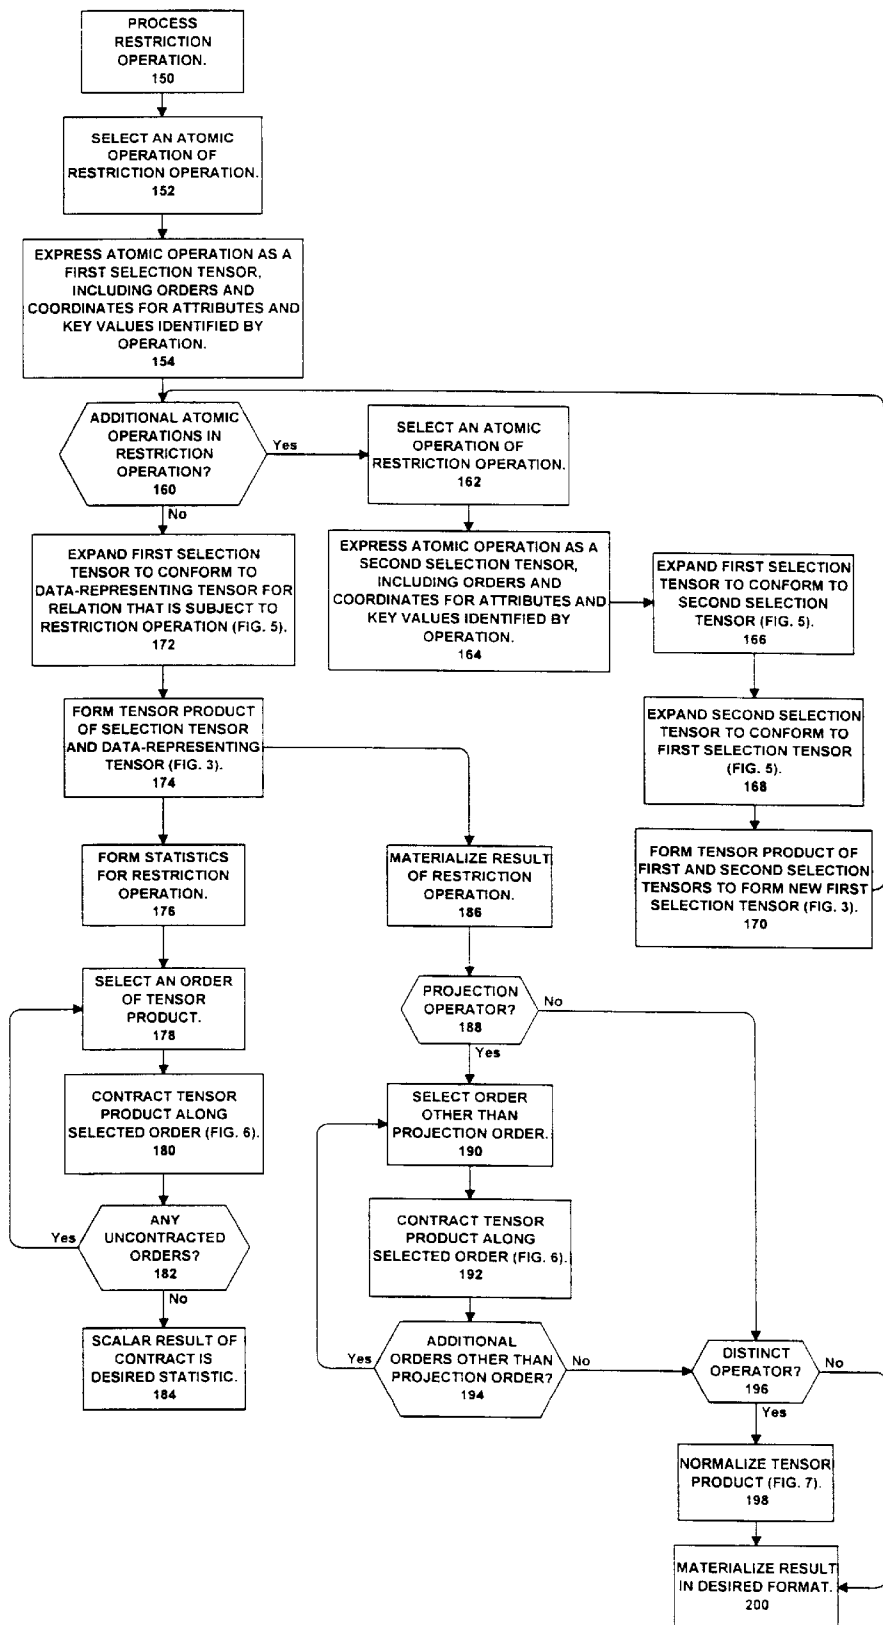 PROCESS
RESTRICTION
OPERATION.
150
SELECT AN ATOMIC
OPERATION OF
RESTRICTION OPERATION.
152
EXPRESS ATOMIC OPERATION AS A
FIRST SELECTION TENSOR,
INCLUDING ORDERS AND
COORDINATES FOR ATTRIBUTES AND
KEY VALUES IDENTIFIED BY
OPERATION.
154
ADDITIONAL ATOMIC
OPERATIONS IN
RESTRICTION
OPERATION?
160
Yes
No
SELECT AN ATOMIC
OPERATION OF
RESTRICTION OPERATION.
162
EXPRESS ATOMIC OPERATION AS A
SECOND SELECTION TENSOR,
INCLUDING ORDERS AND
COORDINATES FOR ATTRIBUTES AND
KEY VALUES IDENTIFIED BY
OPERATION.
164
EXPAND FIRST SELECTION
TENSOR TO CONFORM TO
SECOND SELECTION
TENSOR (FIG. 5).
166
EXPAND SECOND SELECTION
TENSOR TO CONFORM TO
FIRST SELECTION TENSOR
(FIG. 5).
168
FORM TENSOR PRODUCT OF
FIRST AND SECOND SELECTION
TENSORS TO FORM NEW FIRST
SELECTION TENSOR (FIG. 3).
170
EXPAND FIRST SELECTION
TENSOR TO CONFORM TO
DATA-REPRESENTING TENSOR FOR
RELATION THAT IS SUBJECT TO
RESTRICTION OPERATION (FIG. 5).
172
FORM TENSOR PRODUCT
OF SELECTION TENSOR
AND DATA-REPRESENTING
TENSOR (FIG. 3).
174
FORM STATISTICS
FOR RESTRICTION
OPERATION.
176
SELECT AN ORDER
OF TENSOR
PRODUCT.
178
CONTRACT TENSOR
PRODUCT ALONG
SELECTED ORDER (FIG. 6).
180
ANY
UNCONTRACTED
ORDERS?
182
Yes
No
SCALAR RESULT OF
CONTRACT IS
DESIRED STATISTIC.
184
MATERIALIZE RESULT
OF RESTRICTION
OPERATION.
186
PROJECTION
OPERATOR?
188
No
Yes
SELECT ORDER
OTHER THAN
PROJECTION ORDER.
190
CONTRACT TENSOR
PRODUCT ALONG
SELECTED ORDER (FIG. 6).
192
ADDITIONAL
ORDERS OTHER THAN
PROJECTION ORDER?
194
Yes
No
DISTINCT
OPERATOR?
196
No
Yes
NORMALIZE TENSOR
PRODUCT (FIG. 7).
198
MATERIALIZE RESULT
IN DESIRED FORMAT.
200